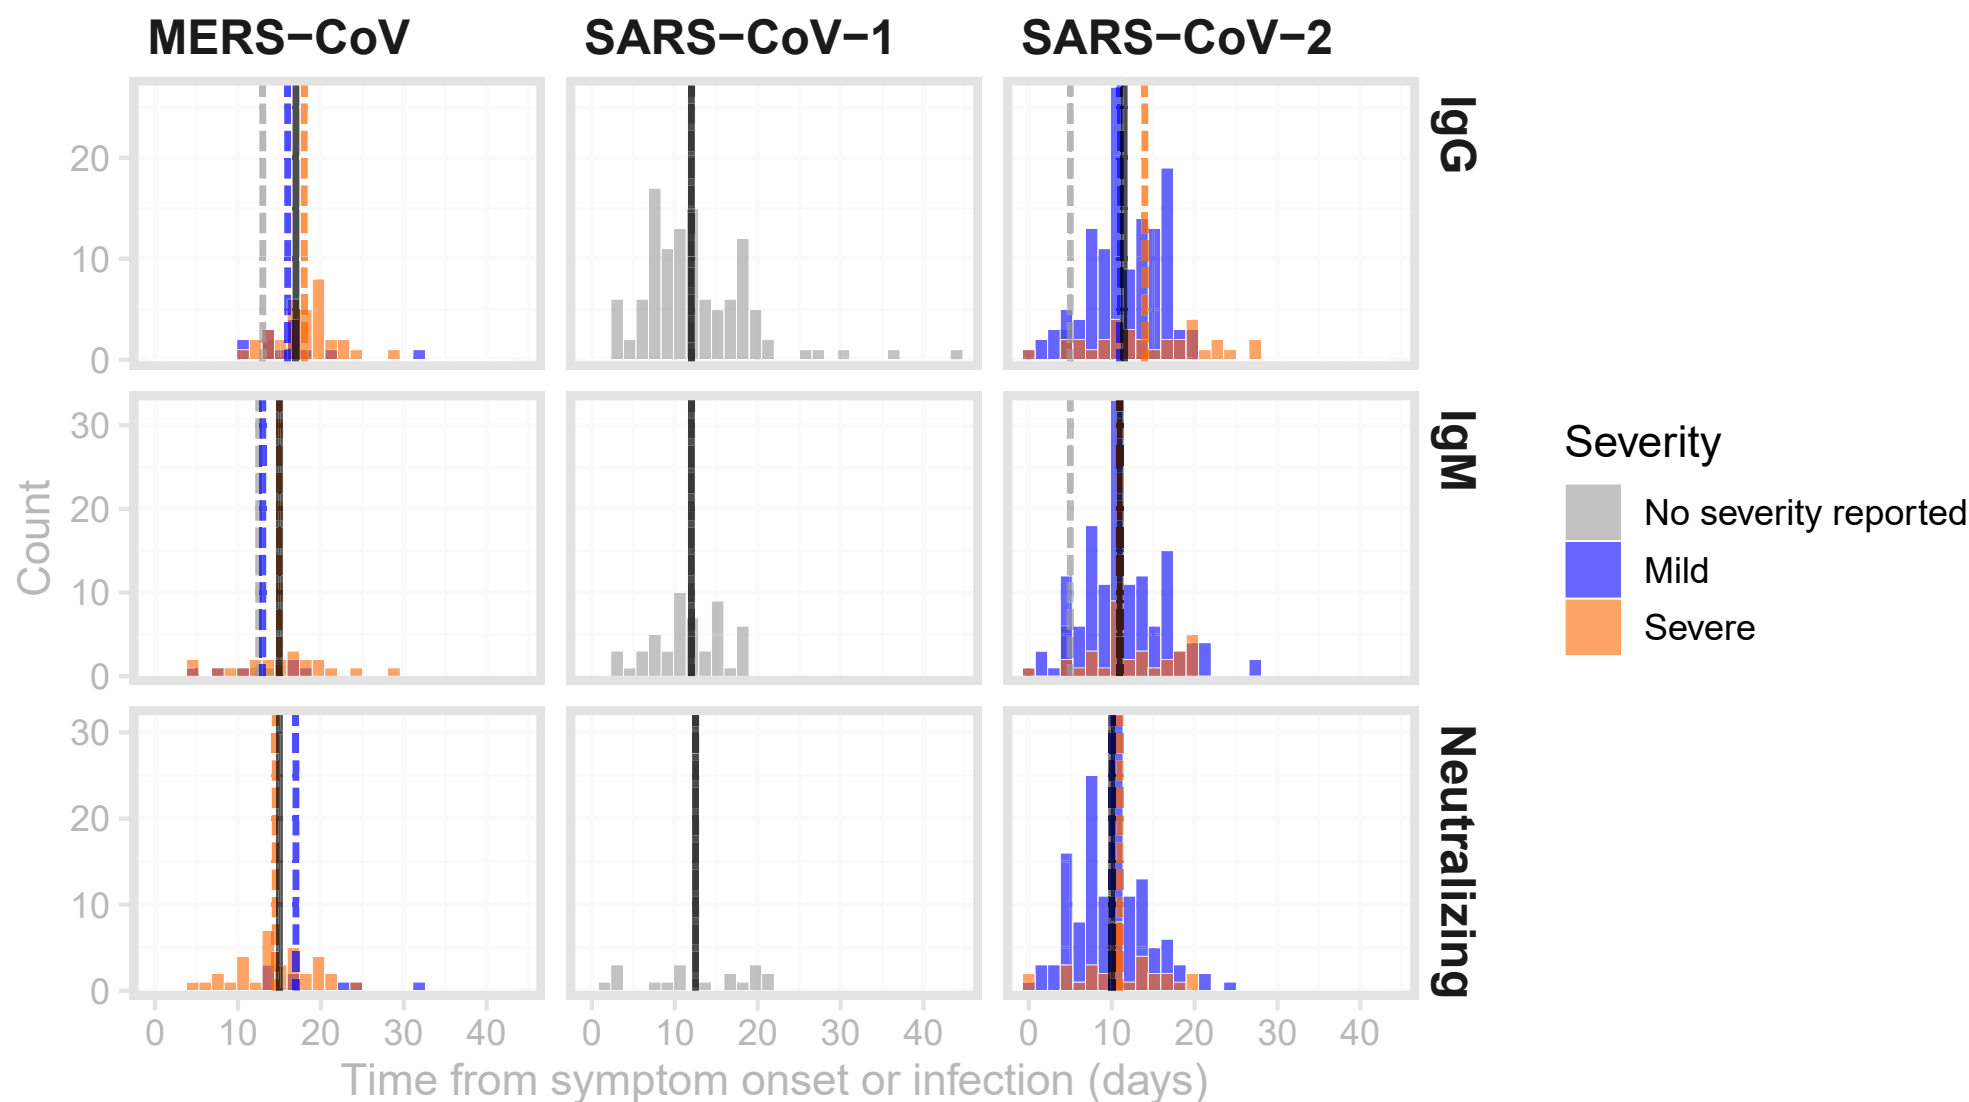 MERS−CoV SARS−CoV−1 SARS−CoV−2
IgG
20
10
0
IgM
30
20
10
0
Neutralizing
30
20
10
0
0 10 20 30 40 0 10 20 30 40 0 10 20 30 40
Time from symptom onset or infection (days)
Count
Severity
No severity reported
Mild
Severe